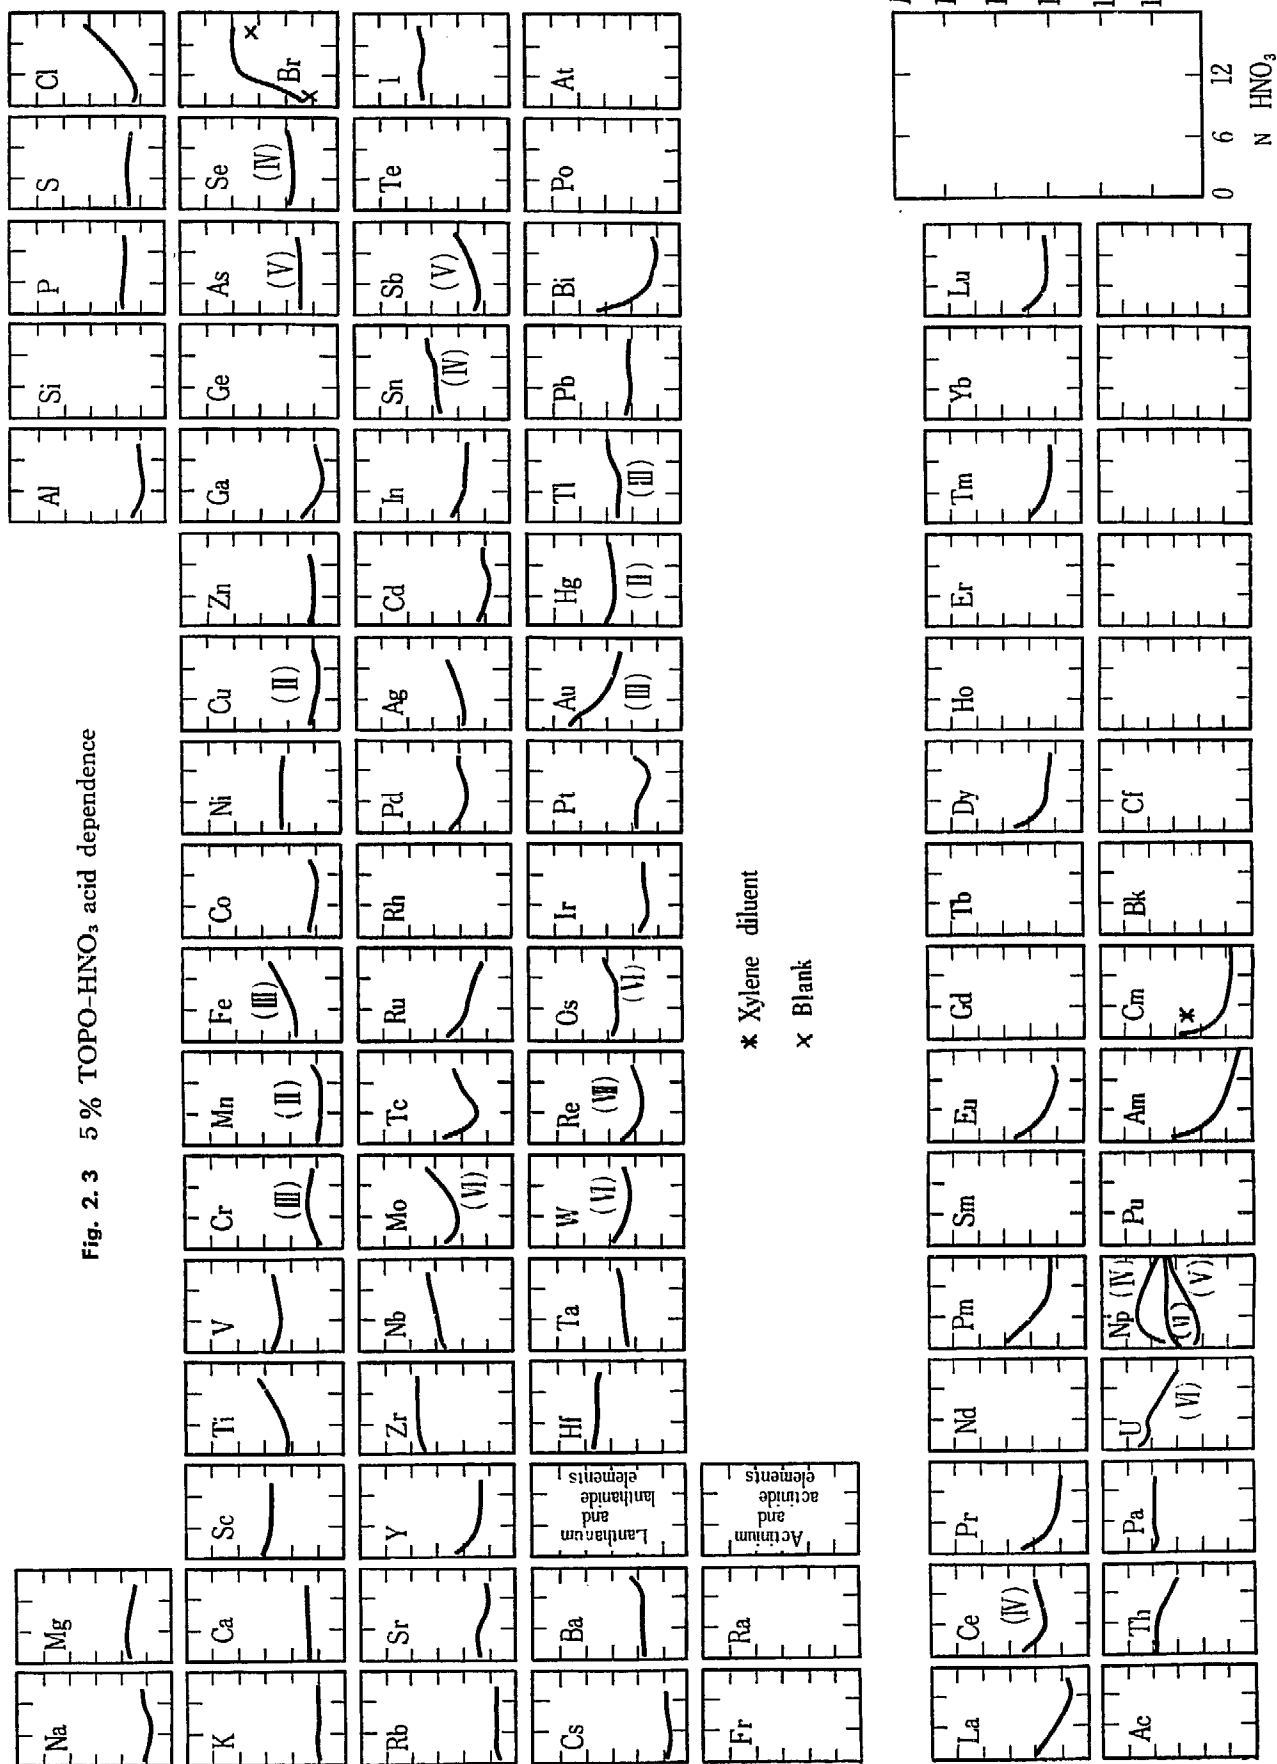 Na
Mg
Al
Si
P
S
Cl
Fig. 2. 3 5 % TOPO-HNO₃ acid dependence
K
Ca
Sc
Ti
V
Cr
(III)
Mn
(II)
Fe
(III)
Co
Ni
Cu
(II)
Zn
Ga
Ge
As
(V)
Se
(IV)
Br
Rb
Sr
Y
Zr
Nb
Mo
(VI)
Tc
Ru
Rh
Pd
Ag
Cd
In
Sn
(IV)
Sb
(V)
Te
I
Cs
Ba
Lanthanum
and
lanthanide
elements
Hf
Ta
W
(VI)
Re
(VII)
Os
(VI)
Ir
Pt
Au
(III)
Hg
(II)
Tl
(III)
Pb
Bi
Po
At
Fr
Ra
Actinium
and
actinide
elements
* Xylene diluent
× Blank
La
Ce
(IV)
Pr
Nd
Pm
Sm
Eu
Gd
Tb
Dy
Ho
Er
Tm
Yb
Lu
Ac
Th
Pa
U
(VI)
Np (IV)
(VI)
(V)
Pu
Am
Cm
*
Bk
Cf
0 6 12
N HNO₃